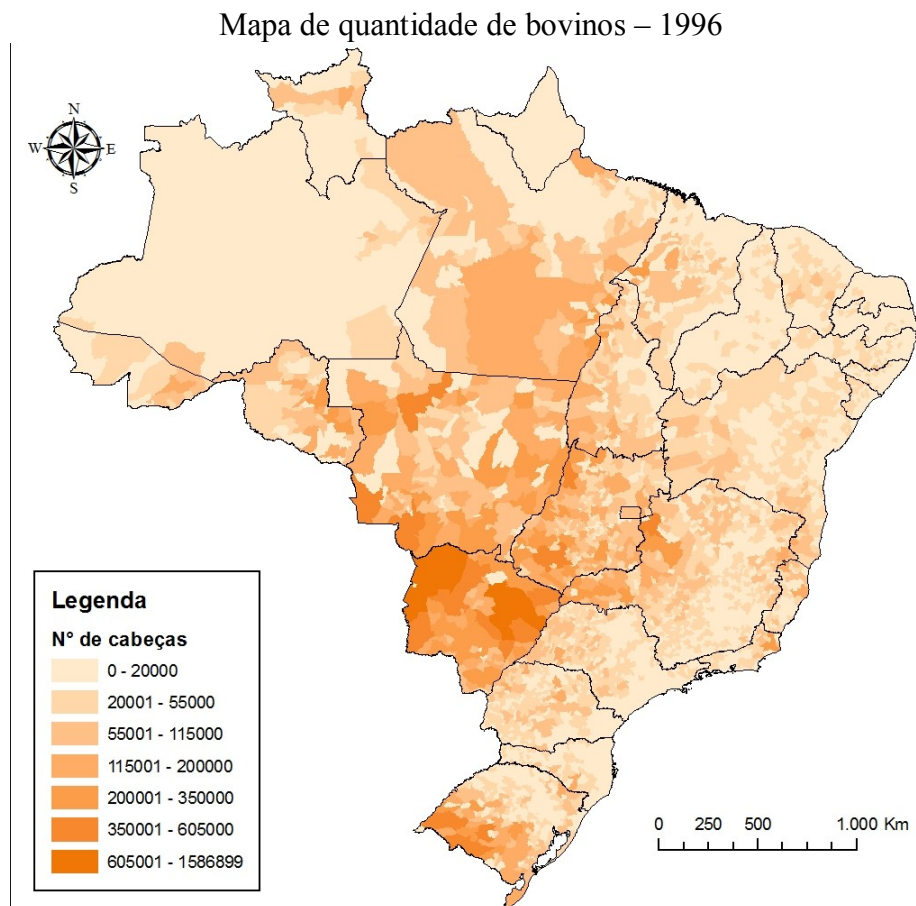 Mapa de quantidade de bovinos – 1996
N
W E
S
Legenda
N° de cabeças
0 - 20000
20001 - 55000
55001 - 115000
115001 - 200000
200001 - 350000
350001 - 605000
605001 - 1586899
0 250 500 1.000 Km